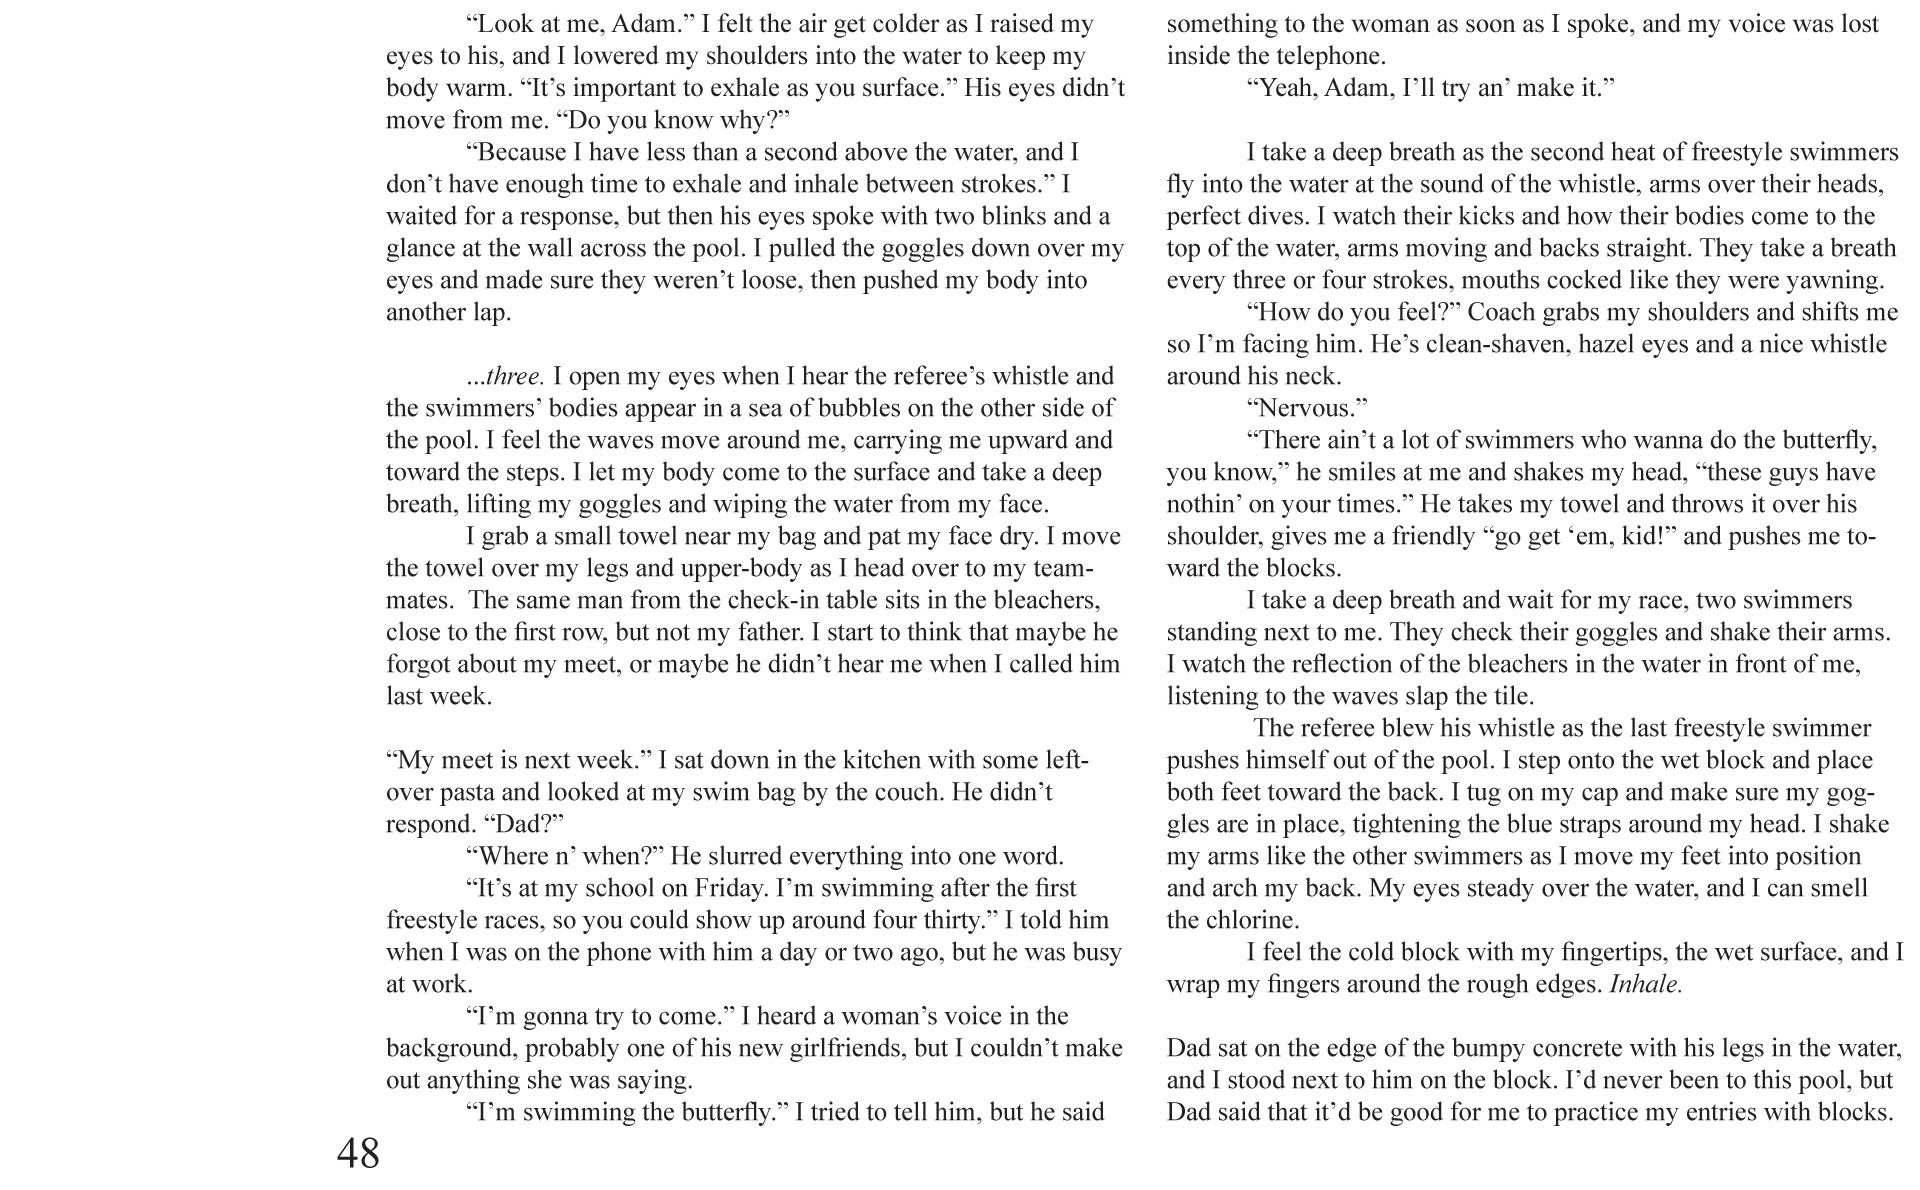 “Look at me, Adam.” I felt the air get colder as I raised my
eyes to his, and I lowered my shoulders into the water to keep my
body warm. “It’s important to exhale as you surface.” His eyes didn’t
move from me. “Do you know why?”
“Because I have less than a second above the water, and I
don’t have enough time to exhale and inhale between strokes.” I
waited for a response, but then his eyes spoke with two blinks and a
glance at the wall across the pool. I pulled the goggles down over my
eyes and made sure they weren’t loose, then pushed my body into
another lap.
...three. I open my eyes when I hear the referee’s whistle and
the swimmers’ bodies appear in a sea of bubbles on the other side of
the pool. I feel the waves move around me, carrying me upward and
toward the steps. I let my body come to the surface and take a deep
breath, lifting my goggles and wiping the water from my face.
I grab a small towel near my bag and pat my face dry. I move
the towel over my legs and upper-body as I head over to my team-
mates.  The same man from the check-in table sits in the bleachers,
close to the first row, but not my father. I start to think that maybe he
forgot about my meet, or maybe he didn’t hear me when I called him
last week.
“My meet is next week.” I sat down in the kitchen with some left-
over pasta and looked at my swim bag by the couch. He didn’t
respond. “Dad?”
“Where n’ when?” He slurred everything into one word.
“It’s at my school on Friday. I’m swimming after the first
freestyle races, so you could show up around four thirty.” I told him
when I was on the phone with him a day or two ago, but he was busy
at work.
“I’m gonna try to come.” I heard a woman’s voice in the
background, probably one of his new girlfriends, but I couldn’t make
out anything she was saying.
“I’m swimming the butterfly.” I tried to tell him, but he said
48
something to the woman as soon as I spoke, and my voice was lost
inside the telephone.
“Yeah, Adam, I’ll try an’ make it.”
I take a deep breath as the second heat of freestyle swimmers
fly into the water at the sound of the whistle, arms over their heads,
perfect dives. I watch their kicks and how their bodies come to the
top of the water, arms moving and backs straight. They take a breath
every three or four strokes, mouths cocked like they were yawning.
“How do you feel?” Coach grabs my shoulders and shifts me
so I’m facing him. He’s clean-shaven, hazel eyes and a nice whistle
around his neck.
“Nervous.”
“There ain’t a lot of swimmers who wanna do the butterfly,
you know,” he smiles at me and shakes my head, “these guys have
nothin’ on your times.” He takes my towel and throws it over his
shoulder, gives me a friendly “go get ‘em, kid!” and pushes me to-
ward the blocks.
I take a deep breath and wait for my race, two swimmers
standing next to me. They check their goggles and shake their arms.
I watch the reflection of the bleachers in the water in front of me,
listening to the waves slap the tile.
The referee blew his whistle as the last freestyle swimmer
pushes himself out of the pool. I step onto the wet block and place
both feet toward the back. I tug on my cap and make sure my gog-
gles are in place, tightening the blue straps around my head. I shake
my arms like the other swimmers as I move my feet into position
and arch my back. My eyes steady over the water, and I can smell
the chlorine.
I feel the cold block with my fingertips, the wet surface, and I
wrap my fingers around the rough edges. Inhale.
Dad sat on the edge of the bumpy concrete with his legs in the water,
and I stood next to him on the block. I’d never been to this pool, but
Dad said that it’d be good for me to practice my entries with blocks.